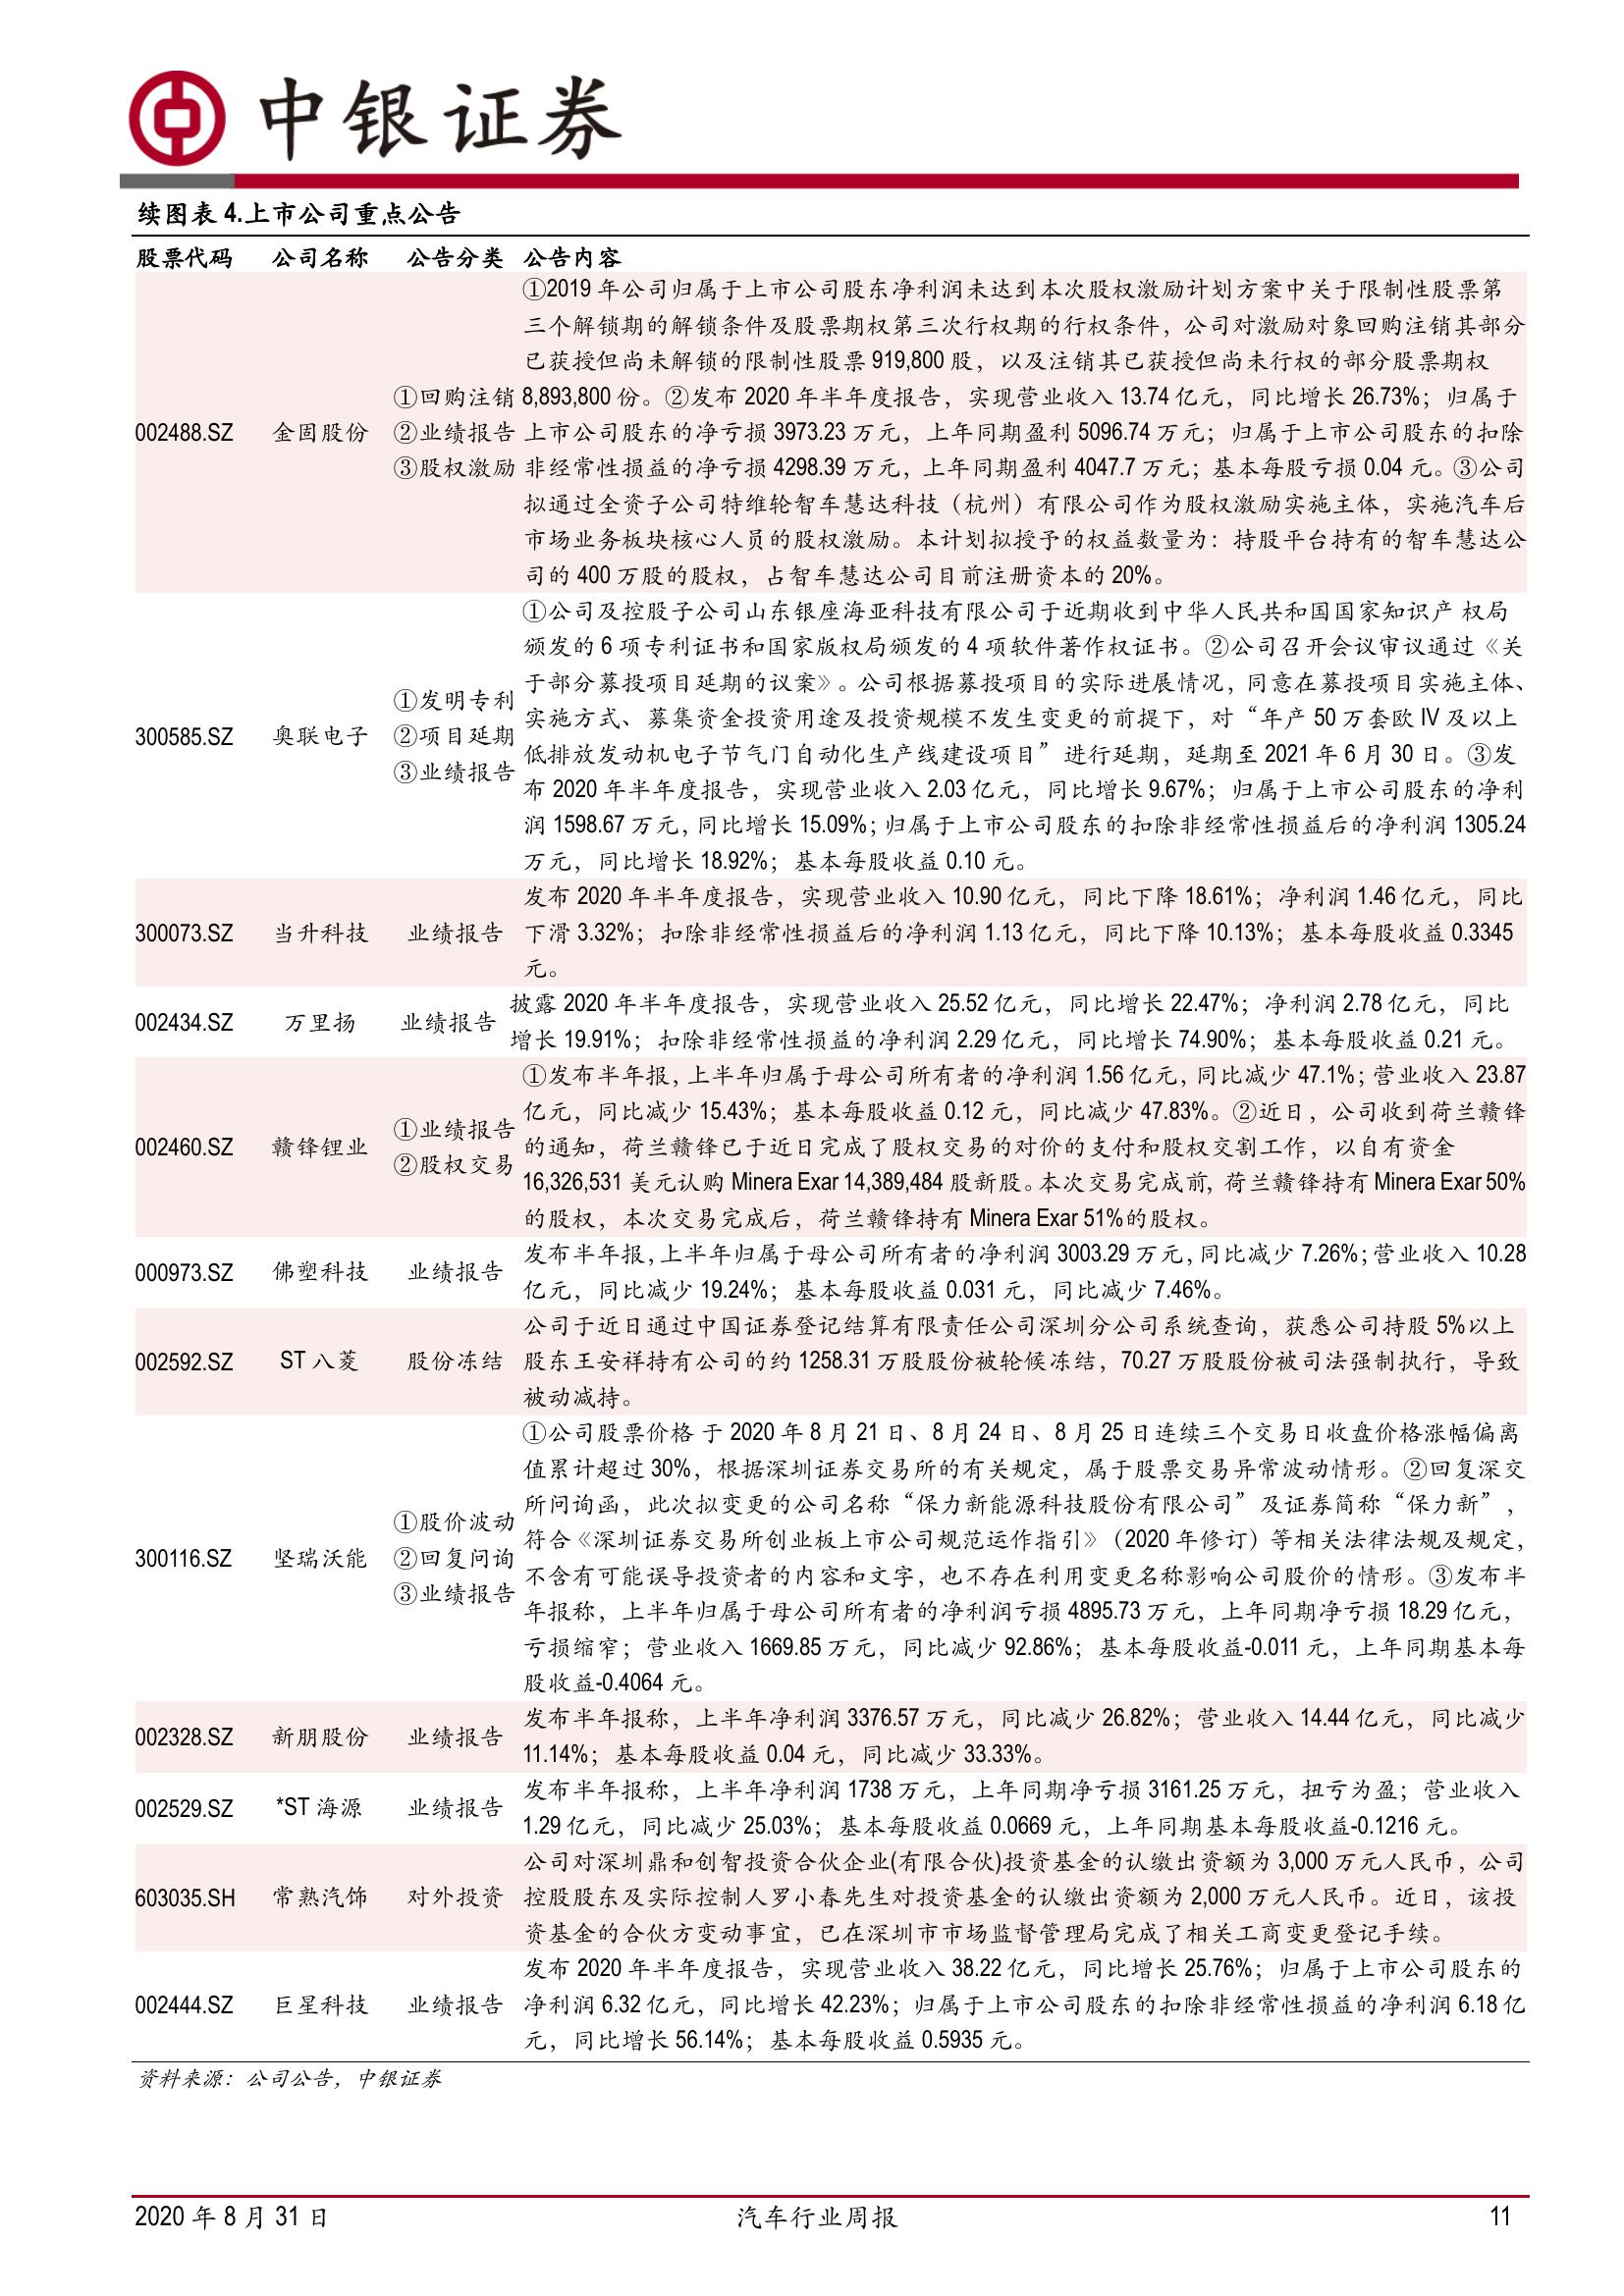 中银证券
续图表 4.上市公司重点公告
股票代码 公司名称 公告分类 公告内容
①2019 年公司归属于上市公司股东净利润未达到本次股权激励计划方案中关于限制性股票第
三个解锁期的解锁条件及股票期权第三次行权期的行权条件，公司对激励对象回购注销其部分
已获授但尚未解锁的限制性股票 919,800 股，以及注销其已获授但尚未行权的部分股票期权
①回购注销 8,893,800 份。②发布 2020 年半年度报告，实现营业收入 13.74 亿元，同比增长 26.73%；归属于
002488.SZ 金固股份 ②业绩报告 上市公司股东的净亏损 3973.23 万元，上年同期盈利 5096.74 万元；归属于上市公司股东的扣除
③股权激励 非经常性损益的净亏损 4298.39 万元，上年同期盈利 4047.7 万元；基本每股亏损 0.04 元。③公司
拟通过全资子公司特维轮智车慧达科技（杭州）有限公司作为股权激励实施主体，实施汽车后
市场业务板块核心人员的股权激励。本计划拟授予的权益数量为：持股平台持有的智车慧达公
司的 400 万股的股权，占智车慧达公司目前注册资本的 20%。
①公司及控股子公司山东银座海亚科技有限公司于近期收到中华人民共和国国家知识产 权局
颁发的 6 项专利证书和国家版权局颁发的 4 项软件著作权证书。②公司召开会议审议通过《关
于部分募投项目延期的议案》。公司根据募投项目的实际进展情况，同意在募投项目实施主体、
①发明专利 实施方式、 募集资金投资用途及投资规模不发生变更的前提下，对“年产 50 万套欧 IV 及以上
300585.SZ 奥联电子 ②项目延期 低排放发动机电子节气门自动化生产线建设项目”进行延期，延期至 2021 年 6 月 30 日。③发
③业绩报告 布 2020 年半年度报告，实现营业收入 2.03 亿元，同比增长 9.67%；归属于上市公司股东的净利
润 1598.67 万元，同比增长 15.09%；归属于上市公司股东的扣除非经常性损益后的净利润 1305.24
万元，同比增长 18.92%；基本每股收益 0.10 元。
发布 2020 年半年度报告，实现营业收入 10.90 亿元，同比下降 18.61%；净利润 1.46 亿元，同比
300073.SZ 当升科技 业绩报告 下滑 3.32%；扣除非经常性损益后的净利润 1.13 亿元，同比下降 10.13%；基本每股收益 0.3345
元。
披露 2020 年半年度报告，实现营业收入 25.52 亿元，同比增长 22.47%；净利润 2.78 亿元，同比
002434.SZ 万里扬 业绩报告 增长 19.91%；扣除非经常性损益的净利润 2.29 亿元，同比增长 74.90%；基本每股收益 0.21 元。
①发布半年报，上半年归属于母公司所有者的净利润 1.56 亿元，同比减少 47.1%；营业收入 23.87
①业绩报告 亿元，同比减少 15.43%；基本每股收益 0.12 元，同比减少 47.83%。②近日，公司收到荷兰赣锋
002460.SZ 赣锋锂业 ②股权交易 的通知，荷兰赣锋已于近日完成了股权交易的对价的支付和股权交割工作，以自有资金
16,326,531 美元认购 Minera Exar 14,389,484 股新股。本次交易完成前，荷兰赣锋持有 Minera Exar 50%
的股权，本次交易完成后，荷兰赣锋持有 Minera Exar 51%的股权。
发布半年报，上半年归属于母公司所有者的净利润 3003.29 万元，同比减少 7.26%；营业收入 10.28
000973.SZ 佛塑科技 业绩报告 亿元，同比减少 19.24%；基本每股收益 0.031 元，同比减少 7.46%。
公司于近日通过中国证券登记结算有限责任公司深圳分公司系统查询，获悉公司持股 5%以上
002592.SZ ST 八菱 股份冻结 股东王安祥持有公司的约 1258.31 万股股份被轮候冻结，70.27 万股股份被司法强制执行，导致
被动减持。
①公司股票价格 于 2020 年 8 月 21 日、8 月 24 日、8 月 25 日连续三个交易日收盘价格涨幅偏离
值累计超过 30%，根据深圳证券交易所的有关规定，属于股票交易异常波动情形。②回复深交
所问询函，此次拟变更的公司名称“保力新能源科技股份有限公司”及证券简称“保力新”，
①股价波动 符合《深圳证券交易所创业板上市公司规范运作指引》（2020 年修订）等相关法律法规及规定，
300116.SZ 坚瑞沃能 ②回复问询 不含有可能误导投资者的内容和文字，也不存在利用变更名称影响公司股价的情形。③发布半
③业绩报告 年报称，上半年归属于母公司所有者的净利润亏损 4895.73 万元，上年同期净亏损 18.29 亿元，
亏损缩窄；营业收入 1669.85 万元，同比减少 92.86%；基本每股收益-0.011 元，上年同期基本每
股收益-0.4064 元。
发布半年报称，上半年净利润 3376.57 万元，同比减少 26.82%；营业收入 14.44 亿元，同比减少
002328.SZ 新朋股份 业绩报告 11.14%；基本每股收益 0.04 元，同比减少 33.33%。
发布半年报称，上半年净利润 1738 万元，上年同期净亏损 3161.25 万元，扭亏为盈；营业收入
002529.SZ *ST 海源 业绩报告 1.29 亿元，同比减少 25.03%；基本每股收益 0.0669 元，上年同期基本每股收益-0.1216 元。
公司对深圳鼎和创智投资合伙企业(有限合伙)投资基金的认缴出资额为 3,000 万元人民币，公司
603035.SH 常熟汽饰 对外投资 控股股东及实际控制人罗小春先生对投资基金的认缴出资额为 2,000 万元人民币。近日，该投
资基金的合伙方变动事宜，已在深圳市市场监督管理局完成了相关工商变更登记手续。
发布 2020 年半年度报告，实现营业收入 38.22 亿元，同比增长 25.76%；归属于上市公司股东的
002444.SZ 巨星科技 业绩报告 净利润 6.32 亿元，同比增长 42.23%；归属于上市公司股东的扣除非经常性损益的净利润 6.18 亿
元，同比增长 56.14%；基本每股收益 0.5935 元。
资料来源：公司公告，中银证券
2020 年 8 月 31 日 汽车行业周报 11